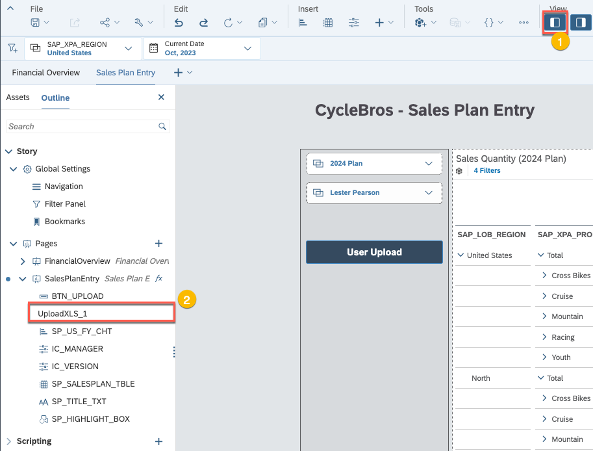 File
Edit
Insert
Tools
View
1
SAP_XPA_REGION
United States
Current Date
Oct, 2023
Financial Overview
Sales Plan Entry
Assets
Outline
Search
Story
Global Settings
Navigation
Filter Panel
Bookmarks
Pages
FinancialOverview Financial Over
SalesPlanEntry Sales Plan E fx
BTN_UPLOAD
2
UploadXLS_1
SP_US_FY_CHT
IC_MANAGER
IC_VERSION
SP_SALESPLAN_TBLE
SP_TITLE_TXT
SP_HIGHLIGHT_BOX
Scripting
CycleBros - Sales Plan Entry
2024 Plan
Lester Pearson
User Upload
Sales Quantity (2024 Plan)
4 Filters
SAP_LOB_REGION SAP_XPA_PRO
United States Total
Cross Bikes
Cruise
Mountain
Racing
Youth
North Total
Cross Bikes
Cruise
Mountain